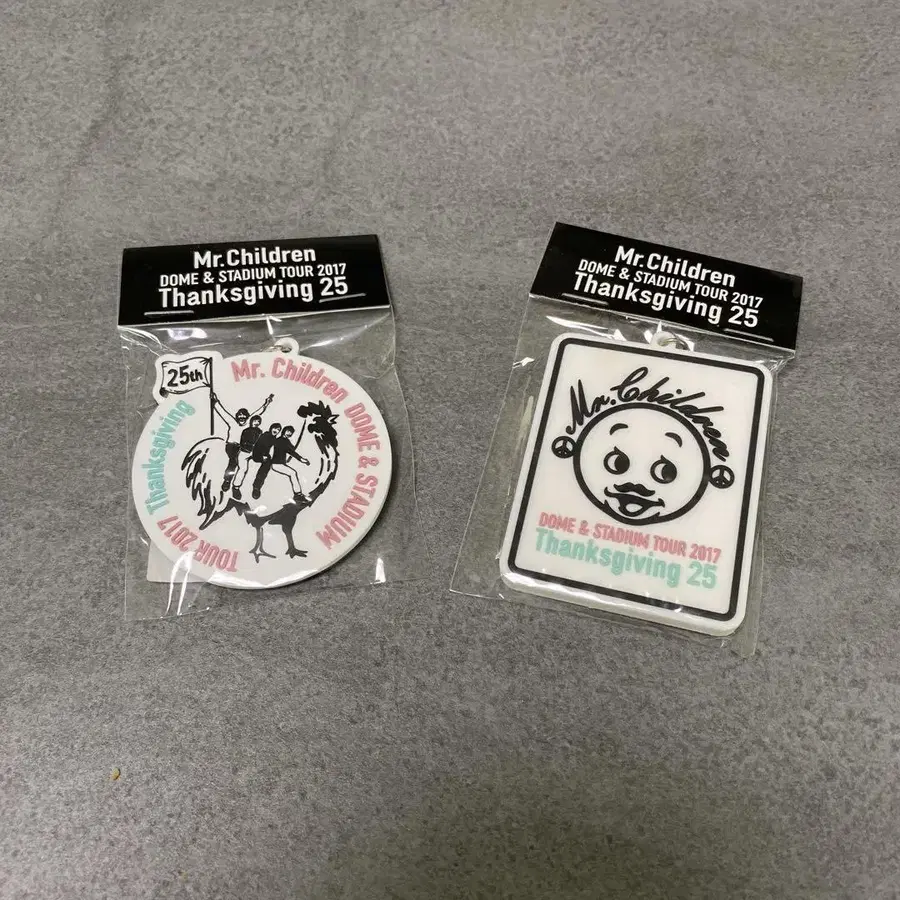 Mr.Children
DOME & STADIUM TOUR 2017
Thanksgiving 25
25th
Mr. Children DOME & STADIUM
TOUR 2017 Thanksgiving
Mr.Children
DOME & STADIUM TOUR 2017
Thanksgiving 25
Mr.Children
DOME & STADIUM TOUR 2017
Thanksgiving 25